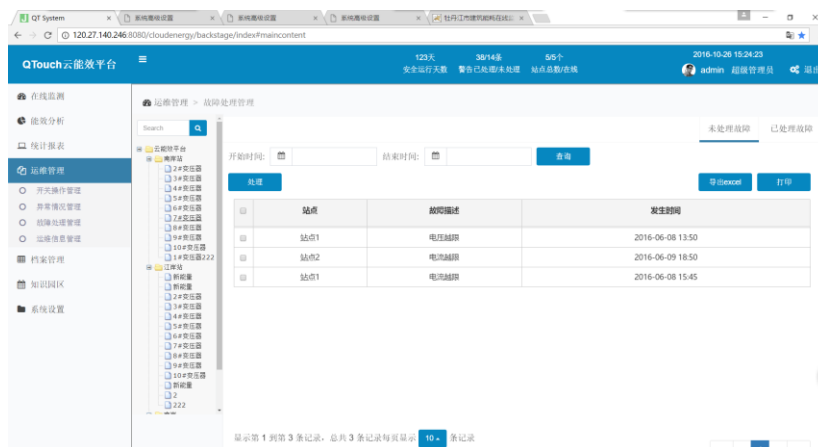 QT System
系统高级设置
系统高级设置
系统高级设置
牡丹江市建筑能耗在线监
120.27.140.246:8080/cloudenergy/backstage/index#maincontent
QTouch云能效平台
123天 38/14条 5/5个
安全运行天数 警告已处理/未处理 站点总数/在线
2016-10-26 15:24:23
admin 超级管理员
在线监测
能效分析
统计报表
运维管理
开关操作管理
异常情况管理
故障处理管理
运维信息管理
档案管理
知识园区
系统设置
运维管理 > 故障处理管理
Search
云能效平台
南岸站
2#变压器
3#变压器
4#变压器
5#变压器
6#变压器
7#变压器
8#变压器
9#变压器
10#变压器
1#变压器222
江岸站
新能量
新能量
2#变压器
3#变压器
4#变压器
5#变压器
6#变压器
7#变压器
8#变压器
9#变压器
10#变压器
新能量
2
222
未处理故障 已处理故障
开始时间: 结束时间: 查询
处理 导出excel 打印
站点 故障描述 发生时间
站点1 电压越限 2016-06-08 13:50
站点2 电流越限 2016-06-09 18:50
站点1 电流越限 2016-06-08 15:45
显示第 1 到第 3 条记录，总共 3 条记录每页显示 10 条记录